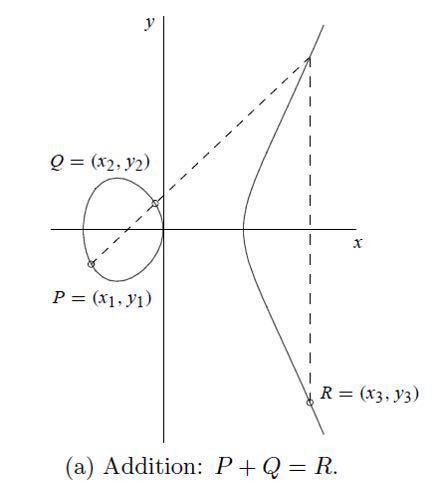 y
Q = (x₂, y₂)
x
P = (x₁, y₁)
R = (x₃, y₃)
(a) Addition: P + Q = R.